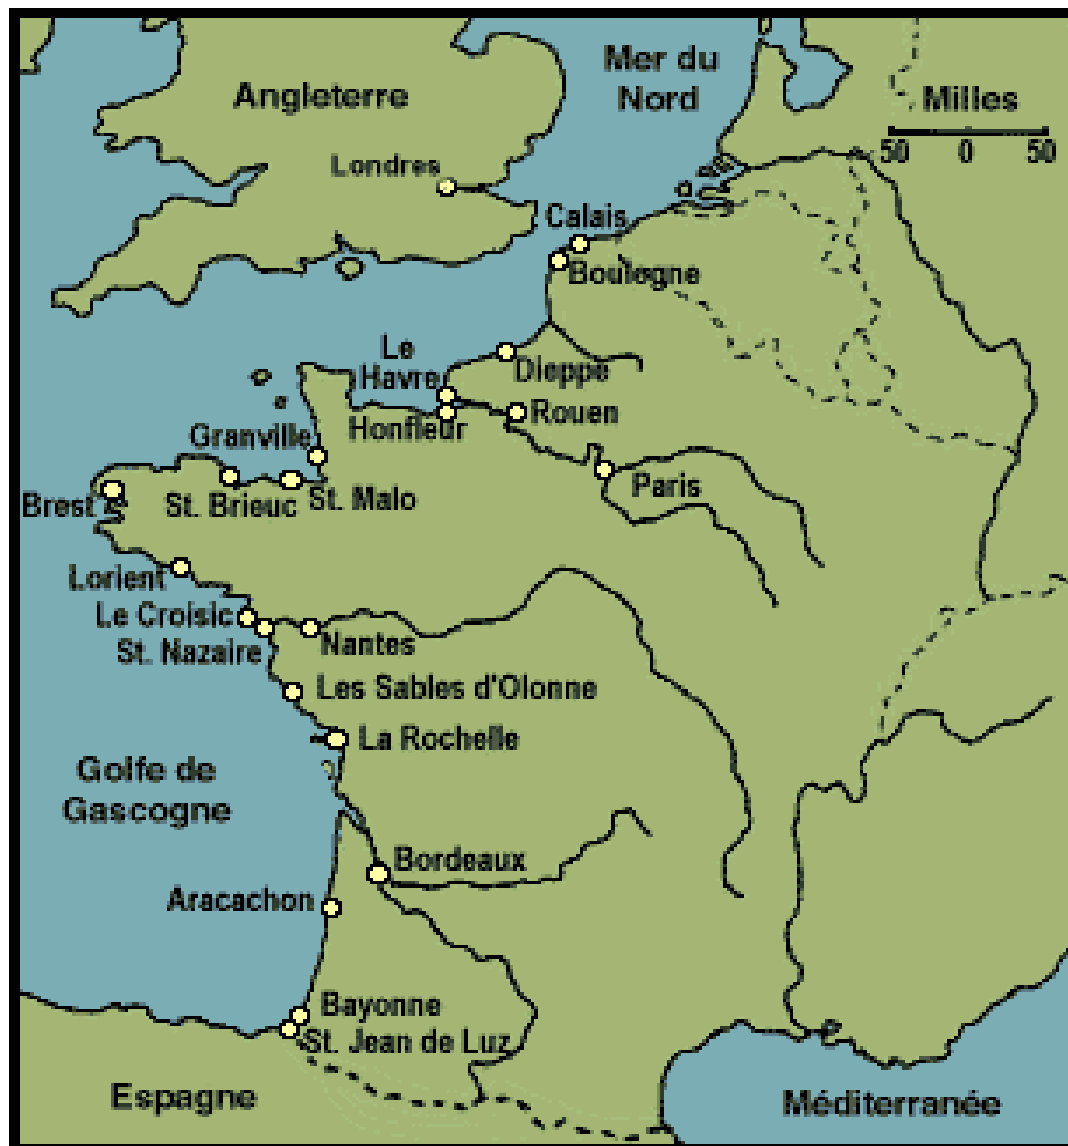 Mer du
Nord
Angleterre
Milles
50 0 50
Londres
Calais
Boulogne
Le
Havre
Dieppe
Honfleur
Rouen
Granville
Paris
Brest
St. Brieuc
St. Malo
Lorient
Le Croisic
St. Nazaire
Nantes
Les Sables d'Olonne
La Rochelle
Golfe de
Gascogne
Bordeaux
Aracachon
Bayonne
St. Jean de Luz
Espagne
Méditerranée